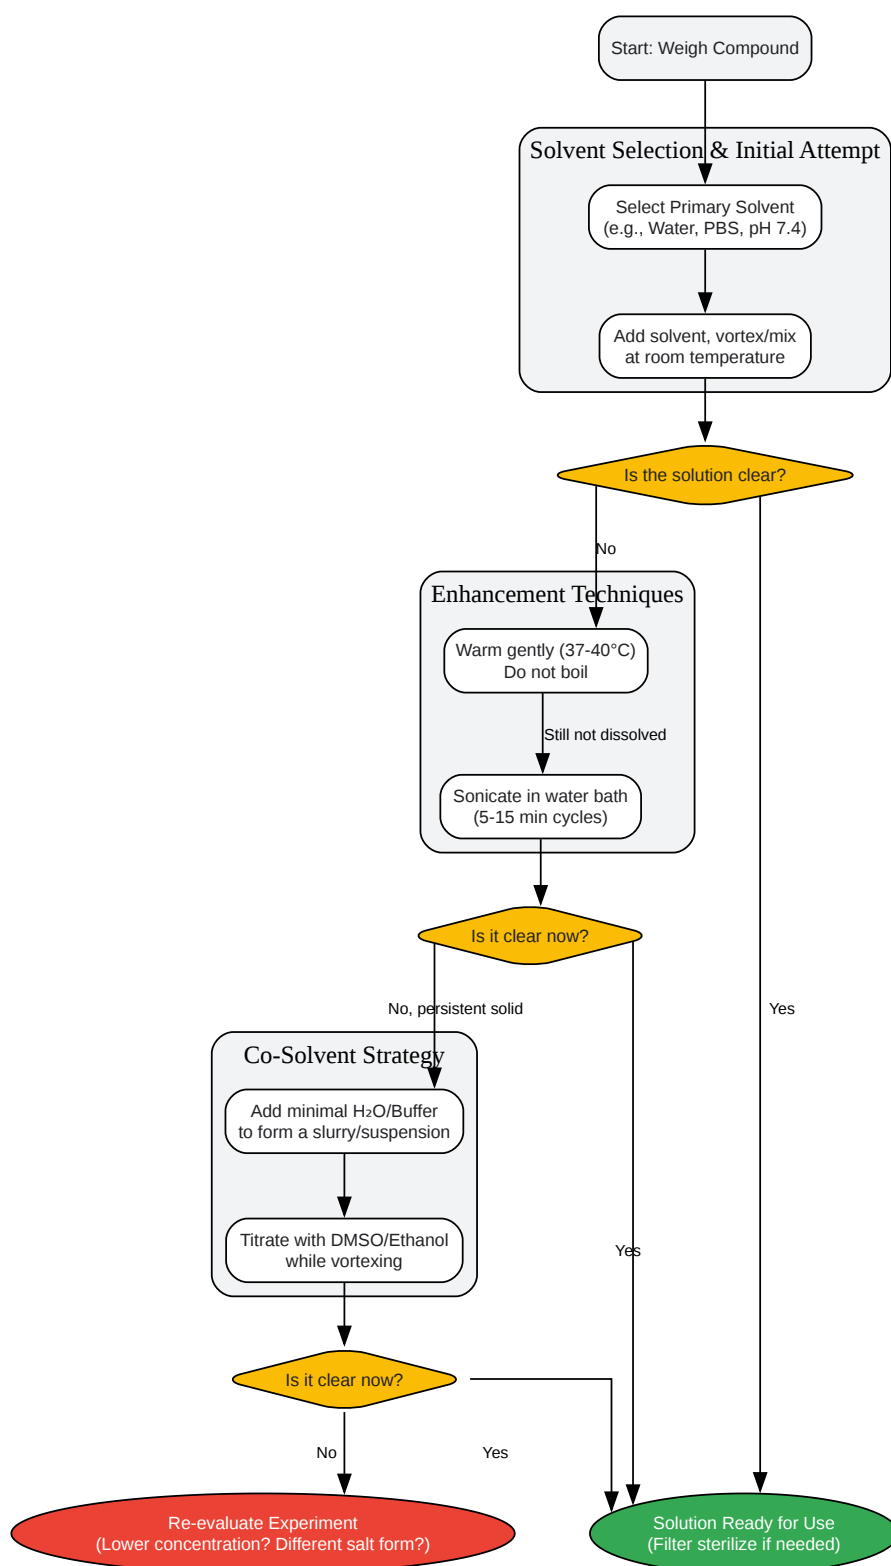 Start: Weigh Compound
Solvent Selection & Initial Attempt
Select Primary Solvent
(e.g., Water, PBS, pH 7.4)
Add solvent, vortex/mix
at room temperature
Is the solution clear?
No
Enhancement Techniques
Warm gently (37-40°C)
Do not boil
Still not dissolved
Sonicate in water bath
(5-15 min cycles)
Is it clear now?
No, persistent solid
Yes
Co-Solvent Strategy
Add minimal H₂O/Buffer
to form a slurry/suspension
Titrate with DMSO/Ethanol
while vortexing
Yes
Is it clear now?
No
Yes
Re-evaluate Experiment
(Lower concentration? Different salt form?)
Solution Ready for Use
(Filter sterilize if needed)